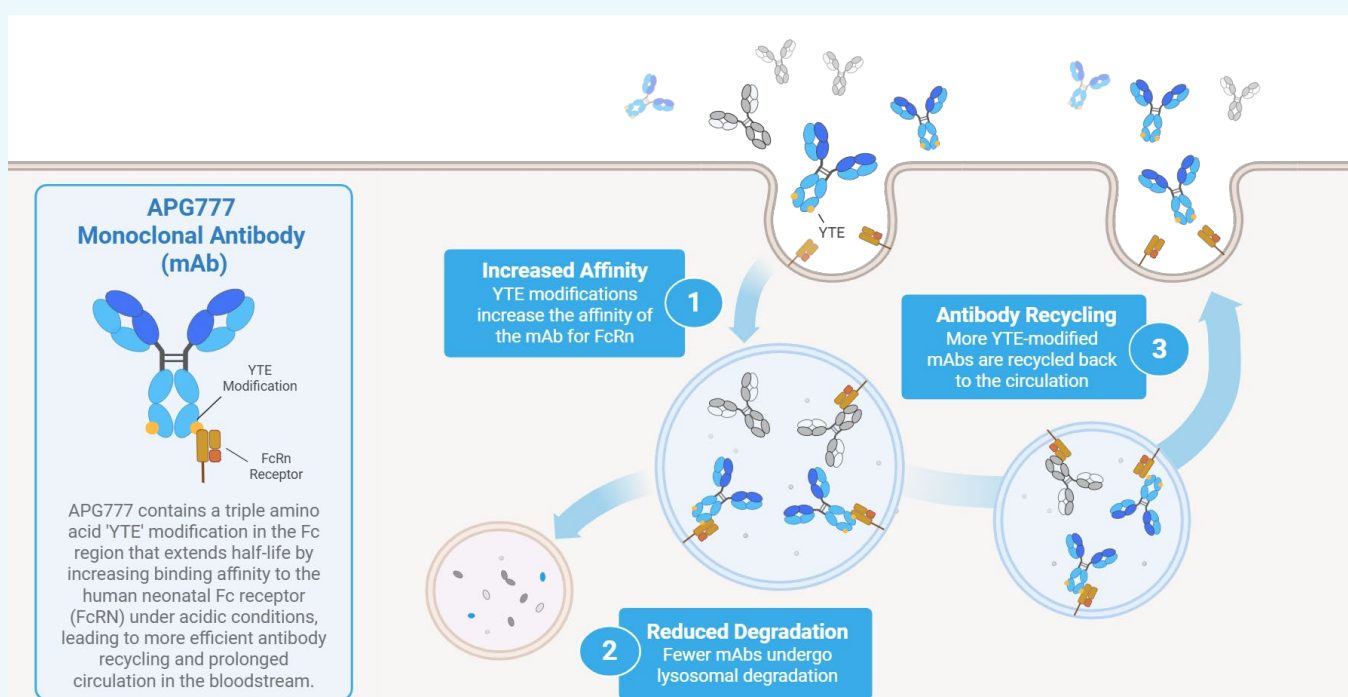 APG777
Monoclonal Antibody
(mAb)
YTE
Modification
FcRn
Receptor
APG777 contains a triple amino
acid 'YTE' modification in the Fc
region that extends half-life by
increasing binding affinity to the
human neonatal Fc receptor
(FcRN) under acidic conditions,
leading to more efficient antibody
recycling and prolonged
circulation in the bloodstream.
YTE
Increased Affinity
YTE modifications
increase the affinity of
the mAb for FcRn
1
Reduced Degradation
Fewer mAbs undergo
lysosomal degradation
2
Antibody Recycling
More YTE-modified
mAbs are recycled back
to the circulation
3